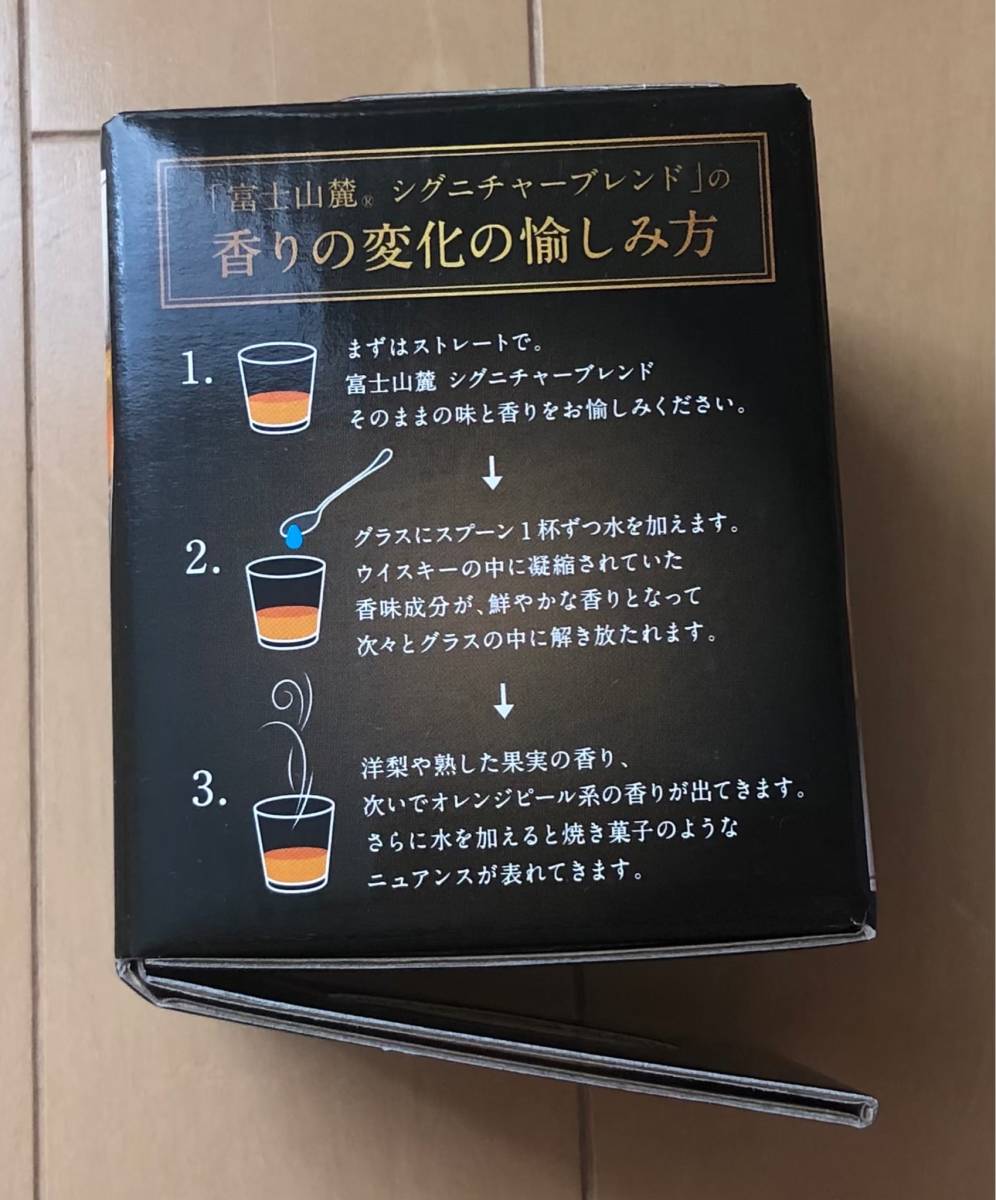 「富士山麓® シグニチャーブレンド」の
香りの変化の愉しみ方
1.
まずはストレートで。
富士山麓 シグニチャーブレンド
そのままの味と香りをお愉しみください。
2.
グラスにスプーン1杯ずつ水を加えます。
ウイスキーの中に凝縮されていた
香味成分が、鮮やかな香りとなって
次々とグラスの中に解き放たれます。
3.
洋梨や熟した果実の香り、
次いでオレンジピール系の香りが出てきます。
さらに水を加えると焼き菓子のような
ニュアンスが表れてきます。